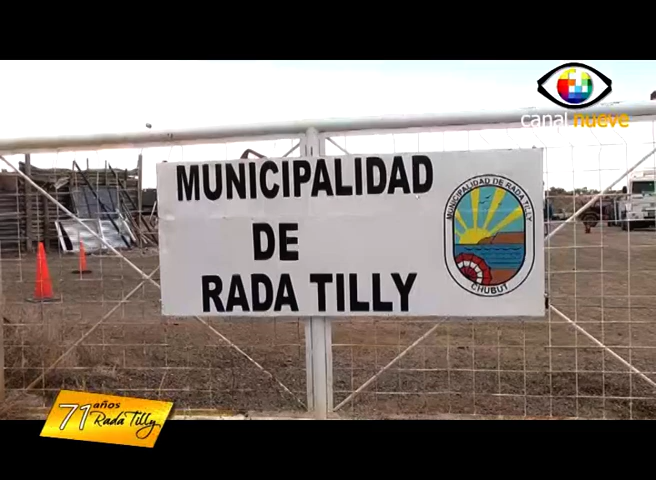 canal nueve
MUNICIPALIDAD
DE
RADA TILLY
MUNICIPALIDAD DE RADA TILLY
CHUBUT
71 años
Rada Tilly